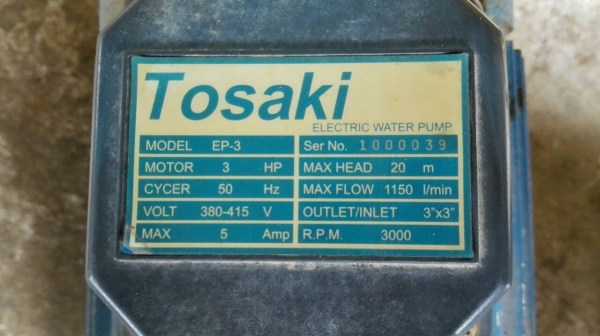 Tosaki
ELECTRIC WATER PUMP
MODEL EP-3 Ser No. 1000039
MOTOR 3 HP MAX HEAD 20 m
CYCER 50 Hz MAX FLOW 1150 l/min
VOLT 380-415 V OUTLET/INLET 3"x3"
MAX 5 Amp R.P.M. 3000